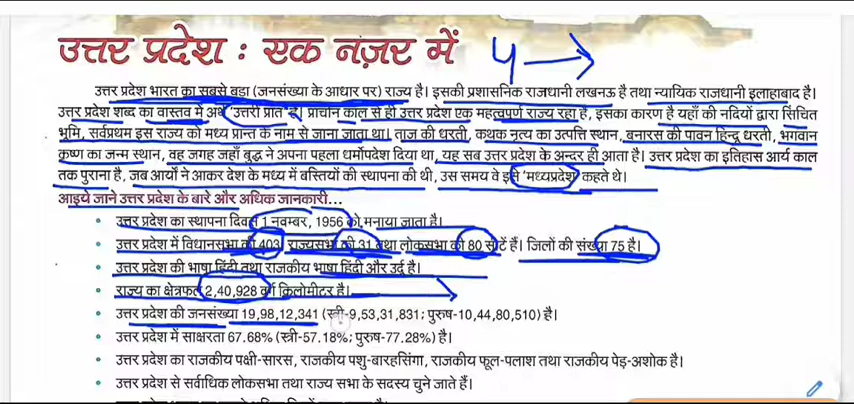 उत्तर प्रदेश : एक नज़र में
4
उत्तर प्रदेश भारत का सबसे बड़ा (जनसंख्या के आधार पर) राज्य है। इसकी प्रशासनिक राजधानी लखनऊ है तथा न्यायिक राजधानी इलाहाबाद है।
उत्तर प्रदेश शब्द का वास्तव में अर्थ 'उत्तरी प्रांत' है। प्राचीन काल से ही उत्तर प्रदेश एक महत्वपूर्ण राज्य रहा है, इसका कारण है यहाँ की नदियों द्वारा सिंचित
भूमि, सर्वप्रथम इस राज्य को मध्य प्रान्त के नाम से जाना जाता था। ताज की धरती, कथक नृत्य का उत्पत्ति स्थान, बनारस की पावन हिन्दू धरती, भगवान
कृष्ण का जन्म स्थान, वह जगह जहाँ बुद्ध ने अपना पहला धर्मोपदेश दिया था, यह सब उत्तर प्रदेश के अन्दर ही आता है। उत्तर प्रदेश का इतिहास आर्य काल
तक पुराना है, जब आर्यों ने आकर देश के मध्य में बस्तियों की स्थापना की थी, उस समय वे इसे 'मध्यप्रदेश' कहते थे।
आइये जाने उत्तर प्रदेश के बारे और अधिक जानकारी...
• उत्तर प्रदेश का स्थापना दिवस 1 नवम्बर, 1956 को मनाया जाता है।
• उत्तर प्रदेश में विधानसभा की 403, राज्यसभा की 31 तथा लोकसभा की 80 सीटें हैं। जिलों की संख्या 75 है।
• उत्तर प्रदेश की भाषा हिंदी तथा राजकीय भाषा हिंदी और उर्दू है।
• राज्य का क्षेत्रफल 2,40,928 वर्ग किलोमीटर है।
• उत्तर प्रदेश की जनसंख्या 19,98,12,341 (स्त्री-9,53,31,831; पुरुष-10,44,80,510) है।
• उत्तर प्रदेश में साक्षरता 67.68% (स्त्री-57.18%; पुरुष-77.28%) है।
• उत्तर प्रदेश का राजकीय पक्षी-सारस, राजकीय पशु-बारहसिंगा, राजकीय फूल-पलाश तथा राजकीय पेड़-अशोक है।
• उत्तर प्रदेश से सर्वाधिक लोकसभा तथा राज्य सभा के सदस्य चुने जाते हैं।